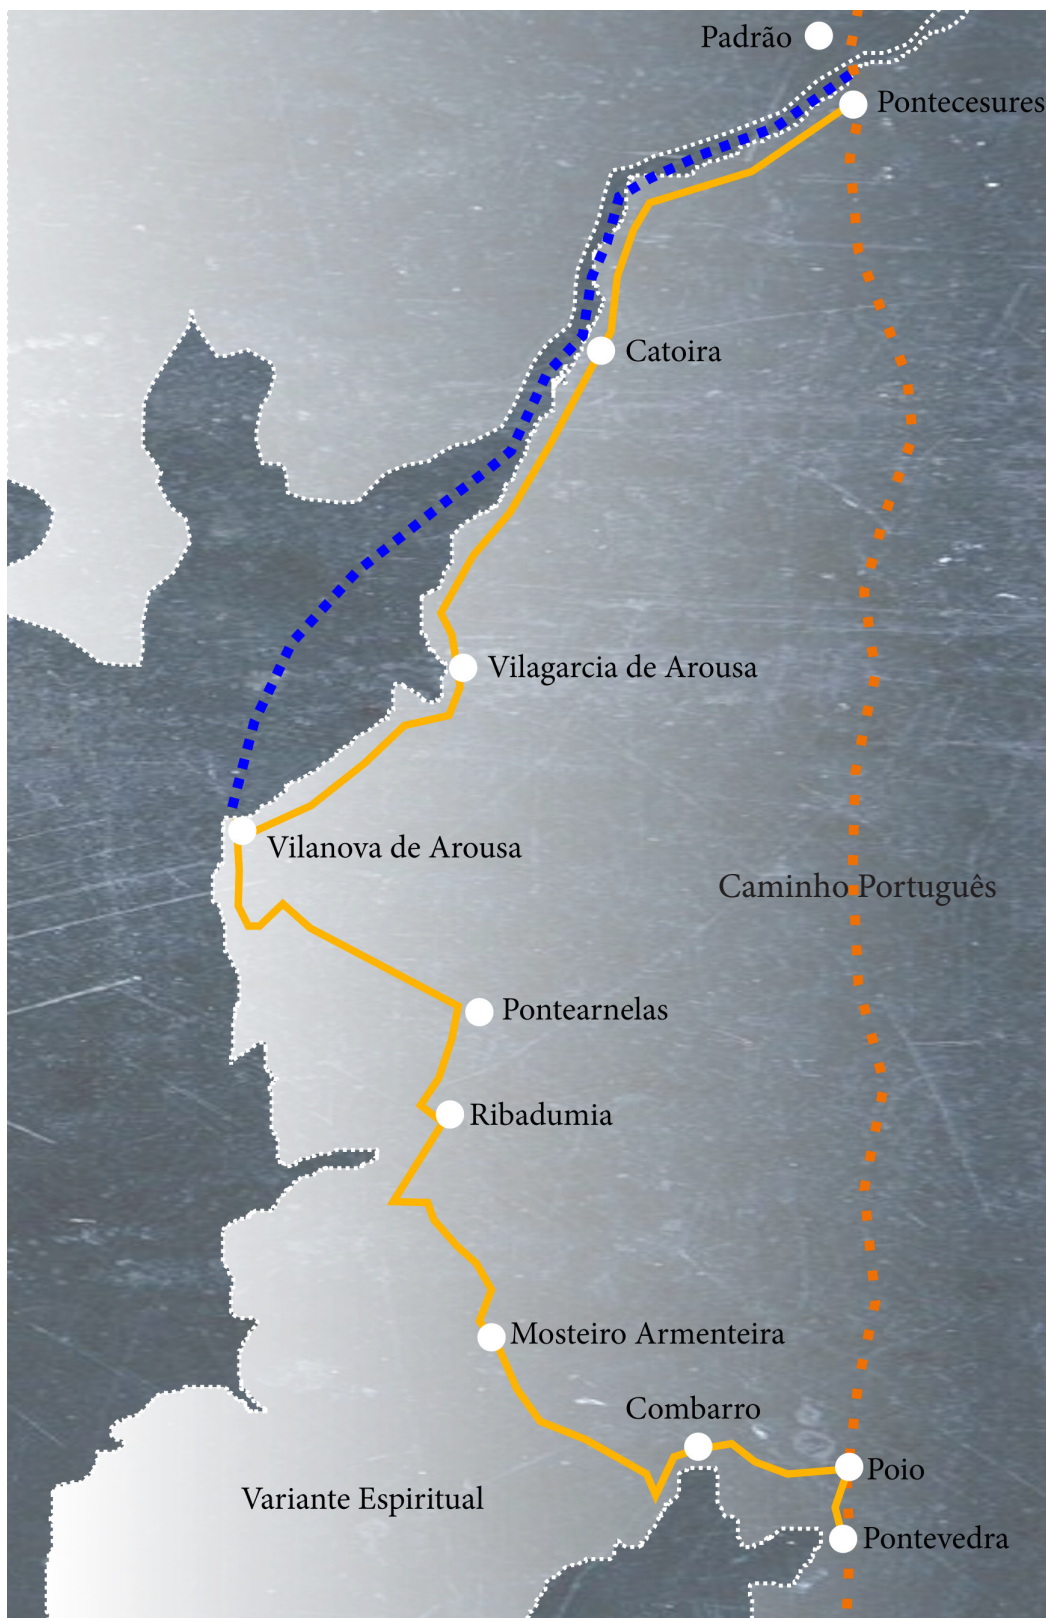 Padrão
Pontecesures
Catoira
Vilagarcia de Arousa
Vilanova de Arousa
Caminho Português
Pontearnelas
Ribadumia
Mosteiro Armenteira
Combarro
Poio
Variante Espiritual
Pontevedra